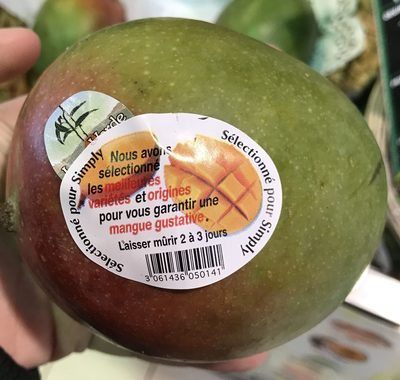 Sélectionné pour Simply
Sélectionné pour Simply
Nous avons
sélectionné
les meilleures
variétés et origines
pour vous garantir une
mangue gustative.
Laisser mûrir 2 à 3 jours
3 061436 050141